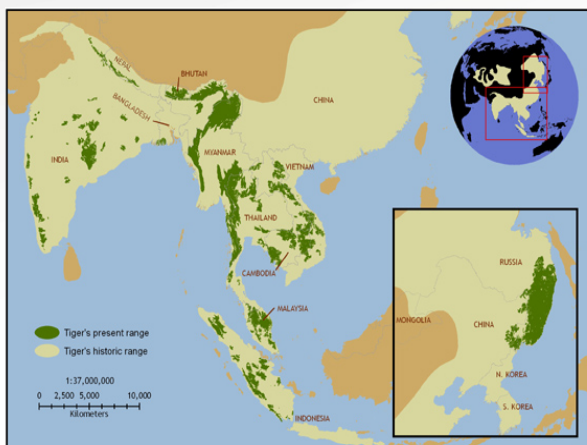 NEPAL
BHUTAN
CHINA
BANGLADESH
INDIA
MYANMAR
VIETNAM
THAILAND
CAMBODIA
MALAYSIA
INDONESIA
Tiger's present range
Tiger's historic range
1:37,000,000
0 2,500 5,000 10,000
Kilometers
RUSSIA
MONGOLIA
CHINA
N. KOREA
S. KOREA